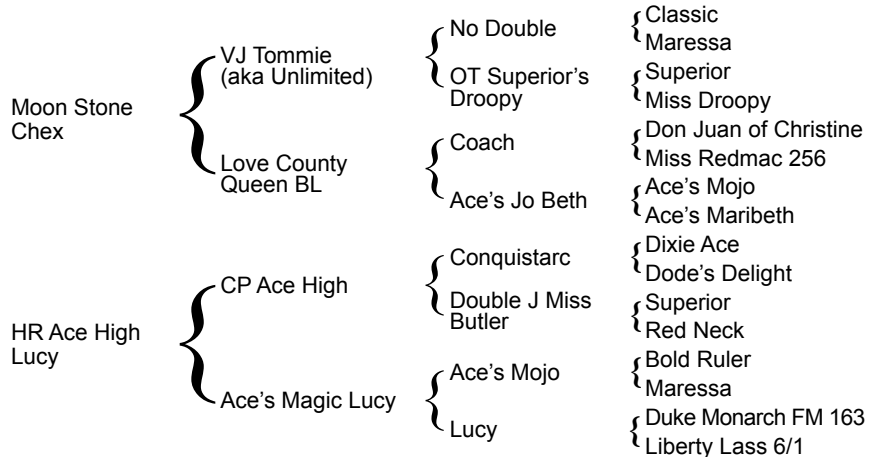 Moon Stone
Chex
VJ Tommie
(aka Unlimited)
No Double
Classic
Maressa
OT Superior's
Droopy
Superior
Miss Droopy
Love County
Queen BL
Coach
Don Juan of Christine
Miss Redmac 256
Ace's Jo Beth
Ace's Mojo
Ace's Maribeth
HR Ace High
Lucy
CP Ace High
Conquistarc
Dixie Ace
Dode's Delight
Double J Miss
Butler
Superior
Red Neck
Ace's Magic Lucy
Ace's Mojo
Bold Ruler
Maressa
Lucy
Duke Monarch FM 163
Liberty Lass 6/1